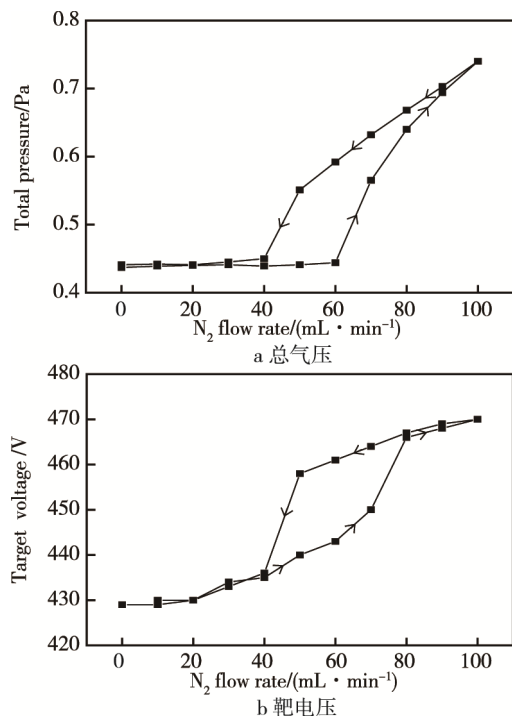 0.8
0.7
0.6
0.5
0.4
Total pressure/Pa
0 20 40 60 80 100
N₂ flow rate/(mL·min⁻¹)
a 总气压
480
470
460
450
440
430
420
Target voltage /V
0 20 40 60 80 100
N₂ flow rate/(mL·min⁻¹)
b 靶电压